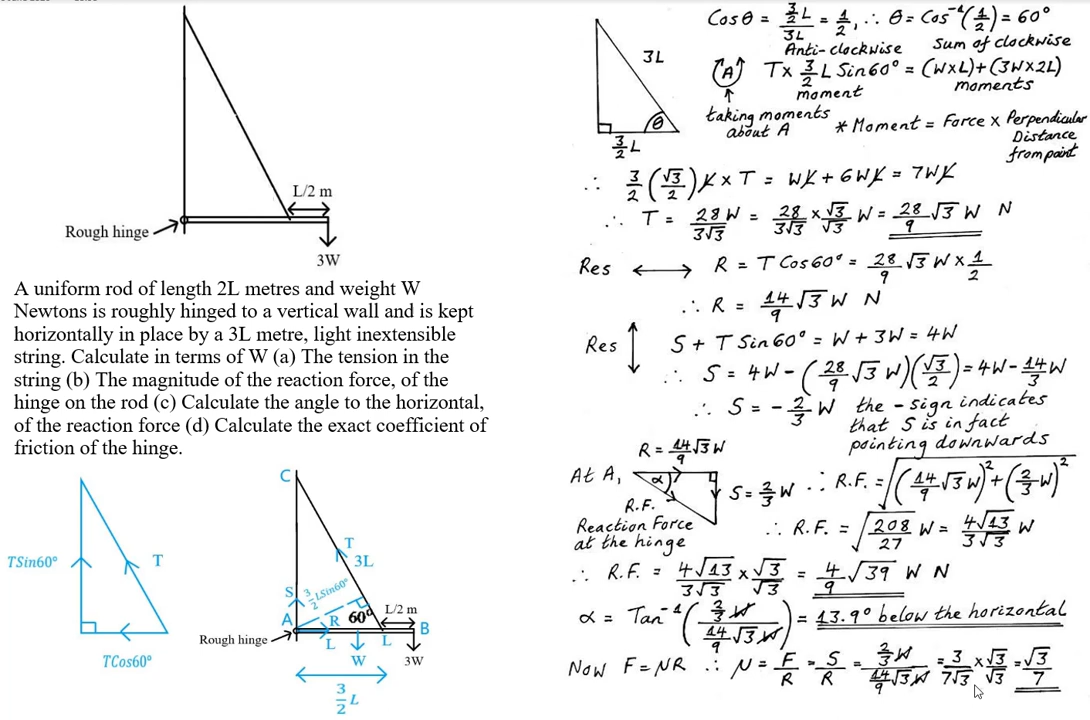 L/2 m
Rough hinge
3W
A uniform rod of length 2L metres and weight W
Newtons is roughly hinged to a vertical wall and is kept
horizontally in place by a 3L metre, light inextensible
string. Calculate in terms of W (a) The tension in the
string (b) The magnitude of the reaction force, of the
hinge on the rod (c) Calculate the angle to the horizontal,
of the reaction force (d) Calculate the exact coefficient of
friction of the hinge.
TSin60°
T
TCos60°
C
T
3L
S
3/2 LSin60°
A
R
60°
L/2 m
B
Rough hinge
L
L
W
3W
3/2 L
3L
θ
3/2 L
Cosθ = (3/2 L)/3L = 1/2, ∴ θ = Cos⁻¹(1/2) = 60°
Anti-clockwise Sum of clockwise
(A) T x 3/2 L Sin60° = (WxL)+(3Wx2L)
moment moments
taking moments about A
* Moment = Force x Perpendicular Distance from point
∴ 3/2 (√3/2) L x T = WL + 6WL = 7WL
∴ T = 28W/3√3 = 28/3√3 x √3/√3 W = 28/9 √3 W N
Res ↔ R = T Cos60° = 28/9 √3 W x 1/2
∴ R = 14/9 √3 W N
Res ↕ S + T Sin60° = W + 3W = 4W
∴ S = 4W - (28/9 √3 W)(√3/2) = 4W - 14/3 W
∴ S = - 2/3 W the - sign indicates
that S is in fact
pointing downwards
R = 14/9 √3 W
At A, α S = 2/3 W ∴ R.F. = √((14/9 √3 W)² + (2/3 W)²)
R.F.
Reaction Force
at the hinge
∴ R.F. = √(208/27) W = 4√13/3√3 W
∴ R.F. = 4√13/3√3 x √3/√3 = 4/9 √39 W N
α = Tan⁻¹((2/3 W)/(14/9 √3 W)) = 13.9° below the horizontal
Now F = μR ∴ μ = F/R = S/R = (2/3 W)/(14/9 √3 W) = 3/7√3 x √3/√3 = √3/7